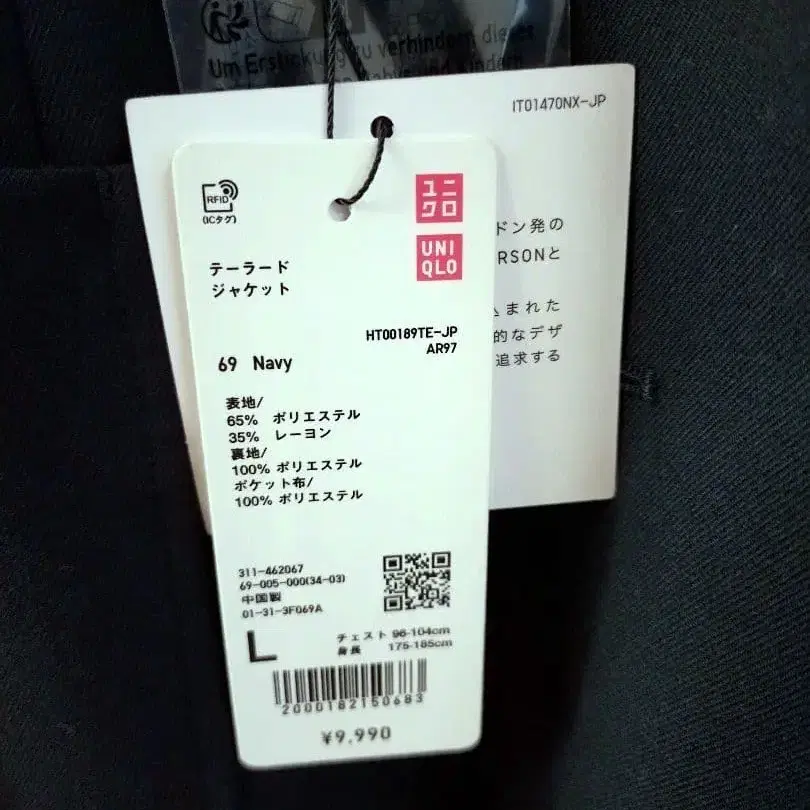 Um Erstickung zu verhindern diese
IT01470NX-JP
RFID
(ICタグ)
ユニ
クロ
UNI
QLO
ドン発の
RSONと
まれた
的なデザ
追求する
テーラード
ジャケット
HT00189TE-JP
AR97
69 Navy
表地/
65% ポリエステル
35% レーヨン
裏地/
100% ポリエステル
ポケット布/
100% ポリエステル
311-462067
69-005-000(34-03)
中国製
01-31-3F069A
L
チェスト 96-104cm
身長 175-185cm
2000182150683
¥9,990